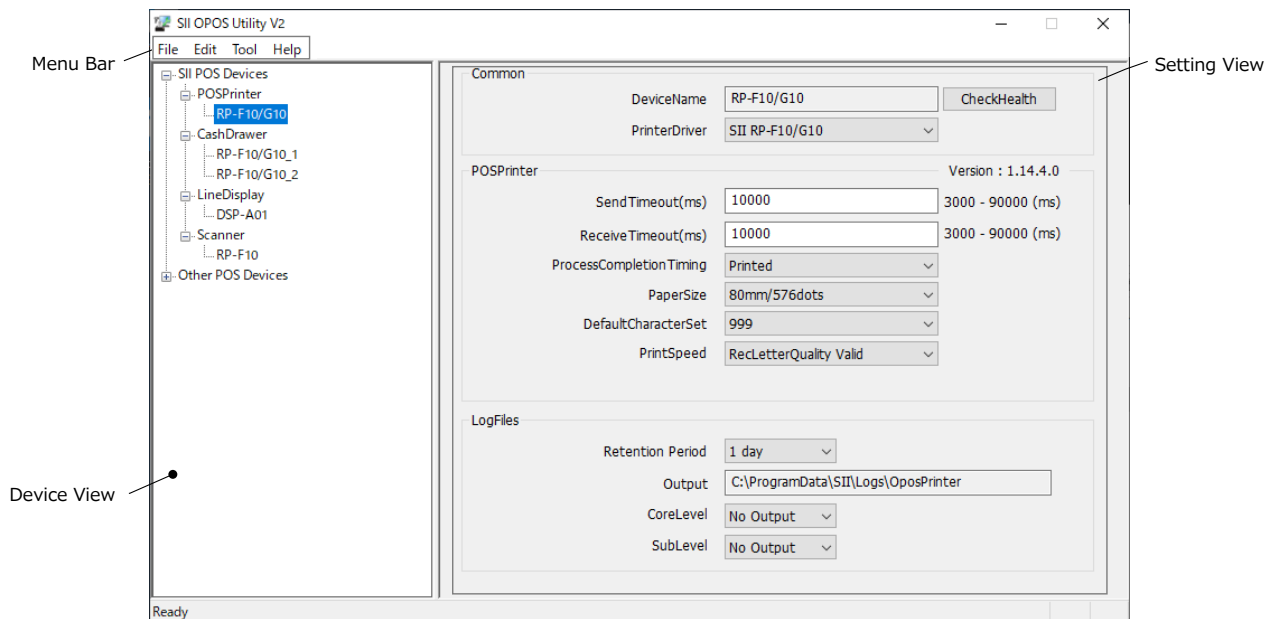 SII OPOS Utility V2
File Edit Tool Help
Menu Bar
Setting View
Device View
SII POS Devices
POSPrinter
RP-F10/G10
CashDrawer
RP-F10/G10_1
RP-F10/G10_2
LineDisplay
DSP-A01
Scanner
RP-F10
Other POS Devices
Common
DeviceName RP-F10/G10 CheckHealth
PrinterDriver SII RP-F10/G10
POSPrinter Version : 1.14.4.0
SendTimeout(ms) 10000 3000 - 90000 (ms)
ReceiveTimeout(ms) 10000 3000 - 90000 (ms)
ProcessCompletionTiming Printed
PaperSize 80mm/576dots
DefaultCharacterSet 999
PrintSpeed RecLetterQuality Valid
LogFiles
Retention Period 1 day
Output C:\ProgramData\SII\Logs\OposPrinter
CoreLevel No Output
SubLevel No Output
Ready